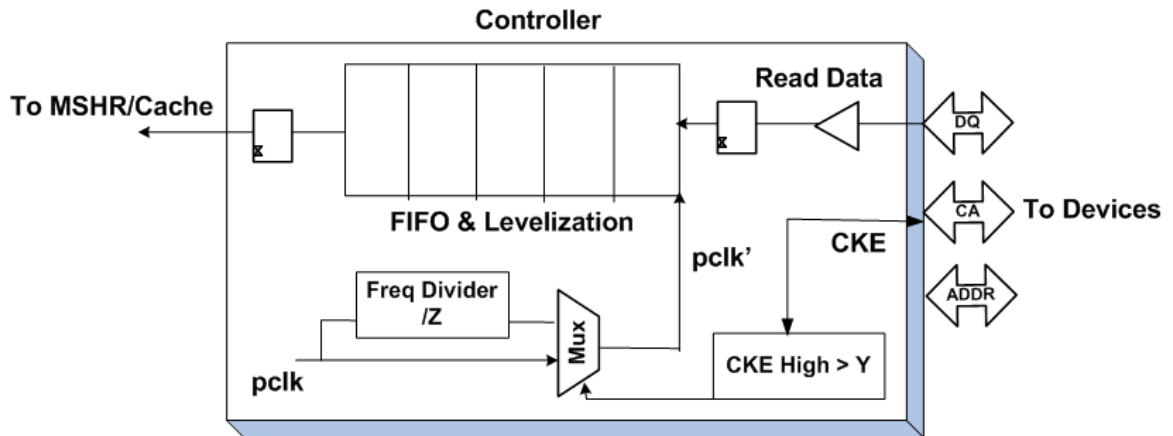 Controller
Read Data
To MSHR/Cache
DQ
FIFO & Levelization
CA
To Devices
CKE
pclk’
ADDR
Freq Divider
/Z
Mux
CKE High > Y
pclk